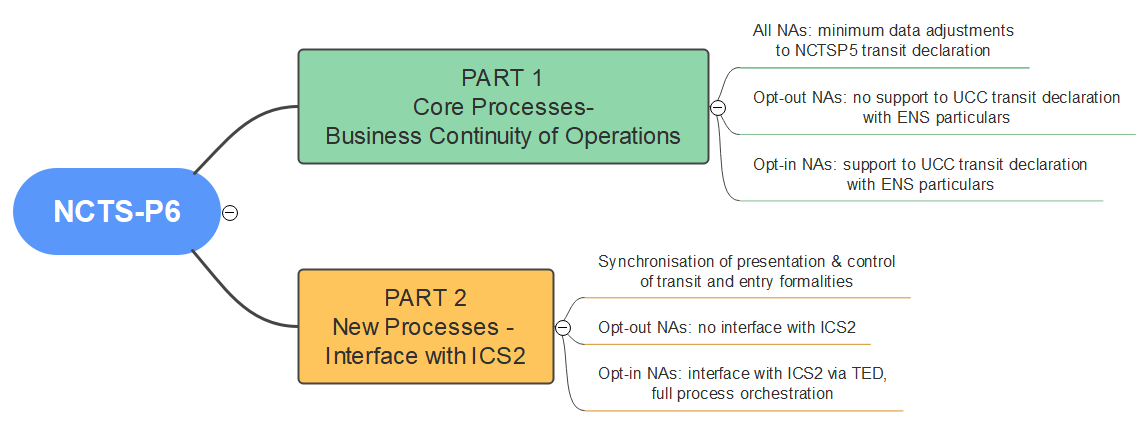 NCTS-P6
PART 1
Core Processes-
Business Continuity of Operations
All NAs: minimum data adjustments
to NCTSP5 transit declaration
Opt-out NAs: no support to UCC transit declaration
with ENS particulars
Opt-in NAs: support to UCC transit declaration
with ENS particulars
PART 2
New Processes -
Interface with ICS2
Synchronisation of presentation & control
of transit and entry formalities
Opt-out NAs: no interface with ICS2
Opt-in NAs: interface with ICS2 via TED,
full process orchestration